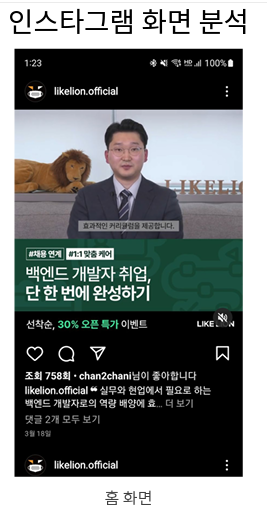 인스타그램 화면 분석
1:23
100%
likelion.official
LIKELIO
효과적인 커리큘럼을 제공합니다.
#채용 연계 #1:1 맞춤 케어
백엔드 개발자 취업,
단 한 번에 완성하기
선착순, 30% 오픈 특가 이벤트
조회 758회 • chan2chani님이 좋아합니다
likelion.official ❝ 실무와 현업에서 필요로 하는
백엔드 개발자로의 역량 배양에 효... 더 보기
댓글 2개 모두 보기
3월 18일
likelion.official
홈 화면